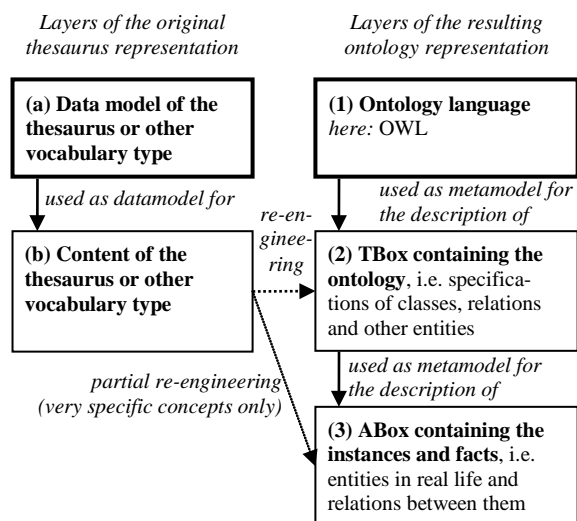 Layers of the original
thesaurus representation
Layers of the resulting
ontology representation
(a) Data model of the
thesaurus or other
vocabulary type
(1) Ontology language
here: OWL
used as datamodel for
used as metamodel for
the description of
re-en-
ginee-
ring
(b) Content of the
thesaurus or other
vocabulary type
(2) TBox containing the
ontology, i.e. specifica-
tions of classes, relations
and other entities
used as metamodel for
the description of
partial re-engineering
(very specific concepts only)
(3) ABox containing the
instances and facts, i.e.
entities in real life and
relations between them